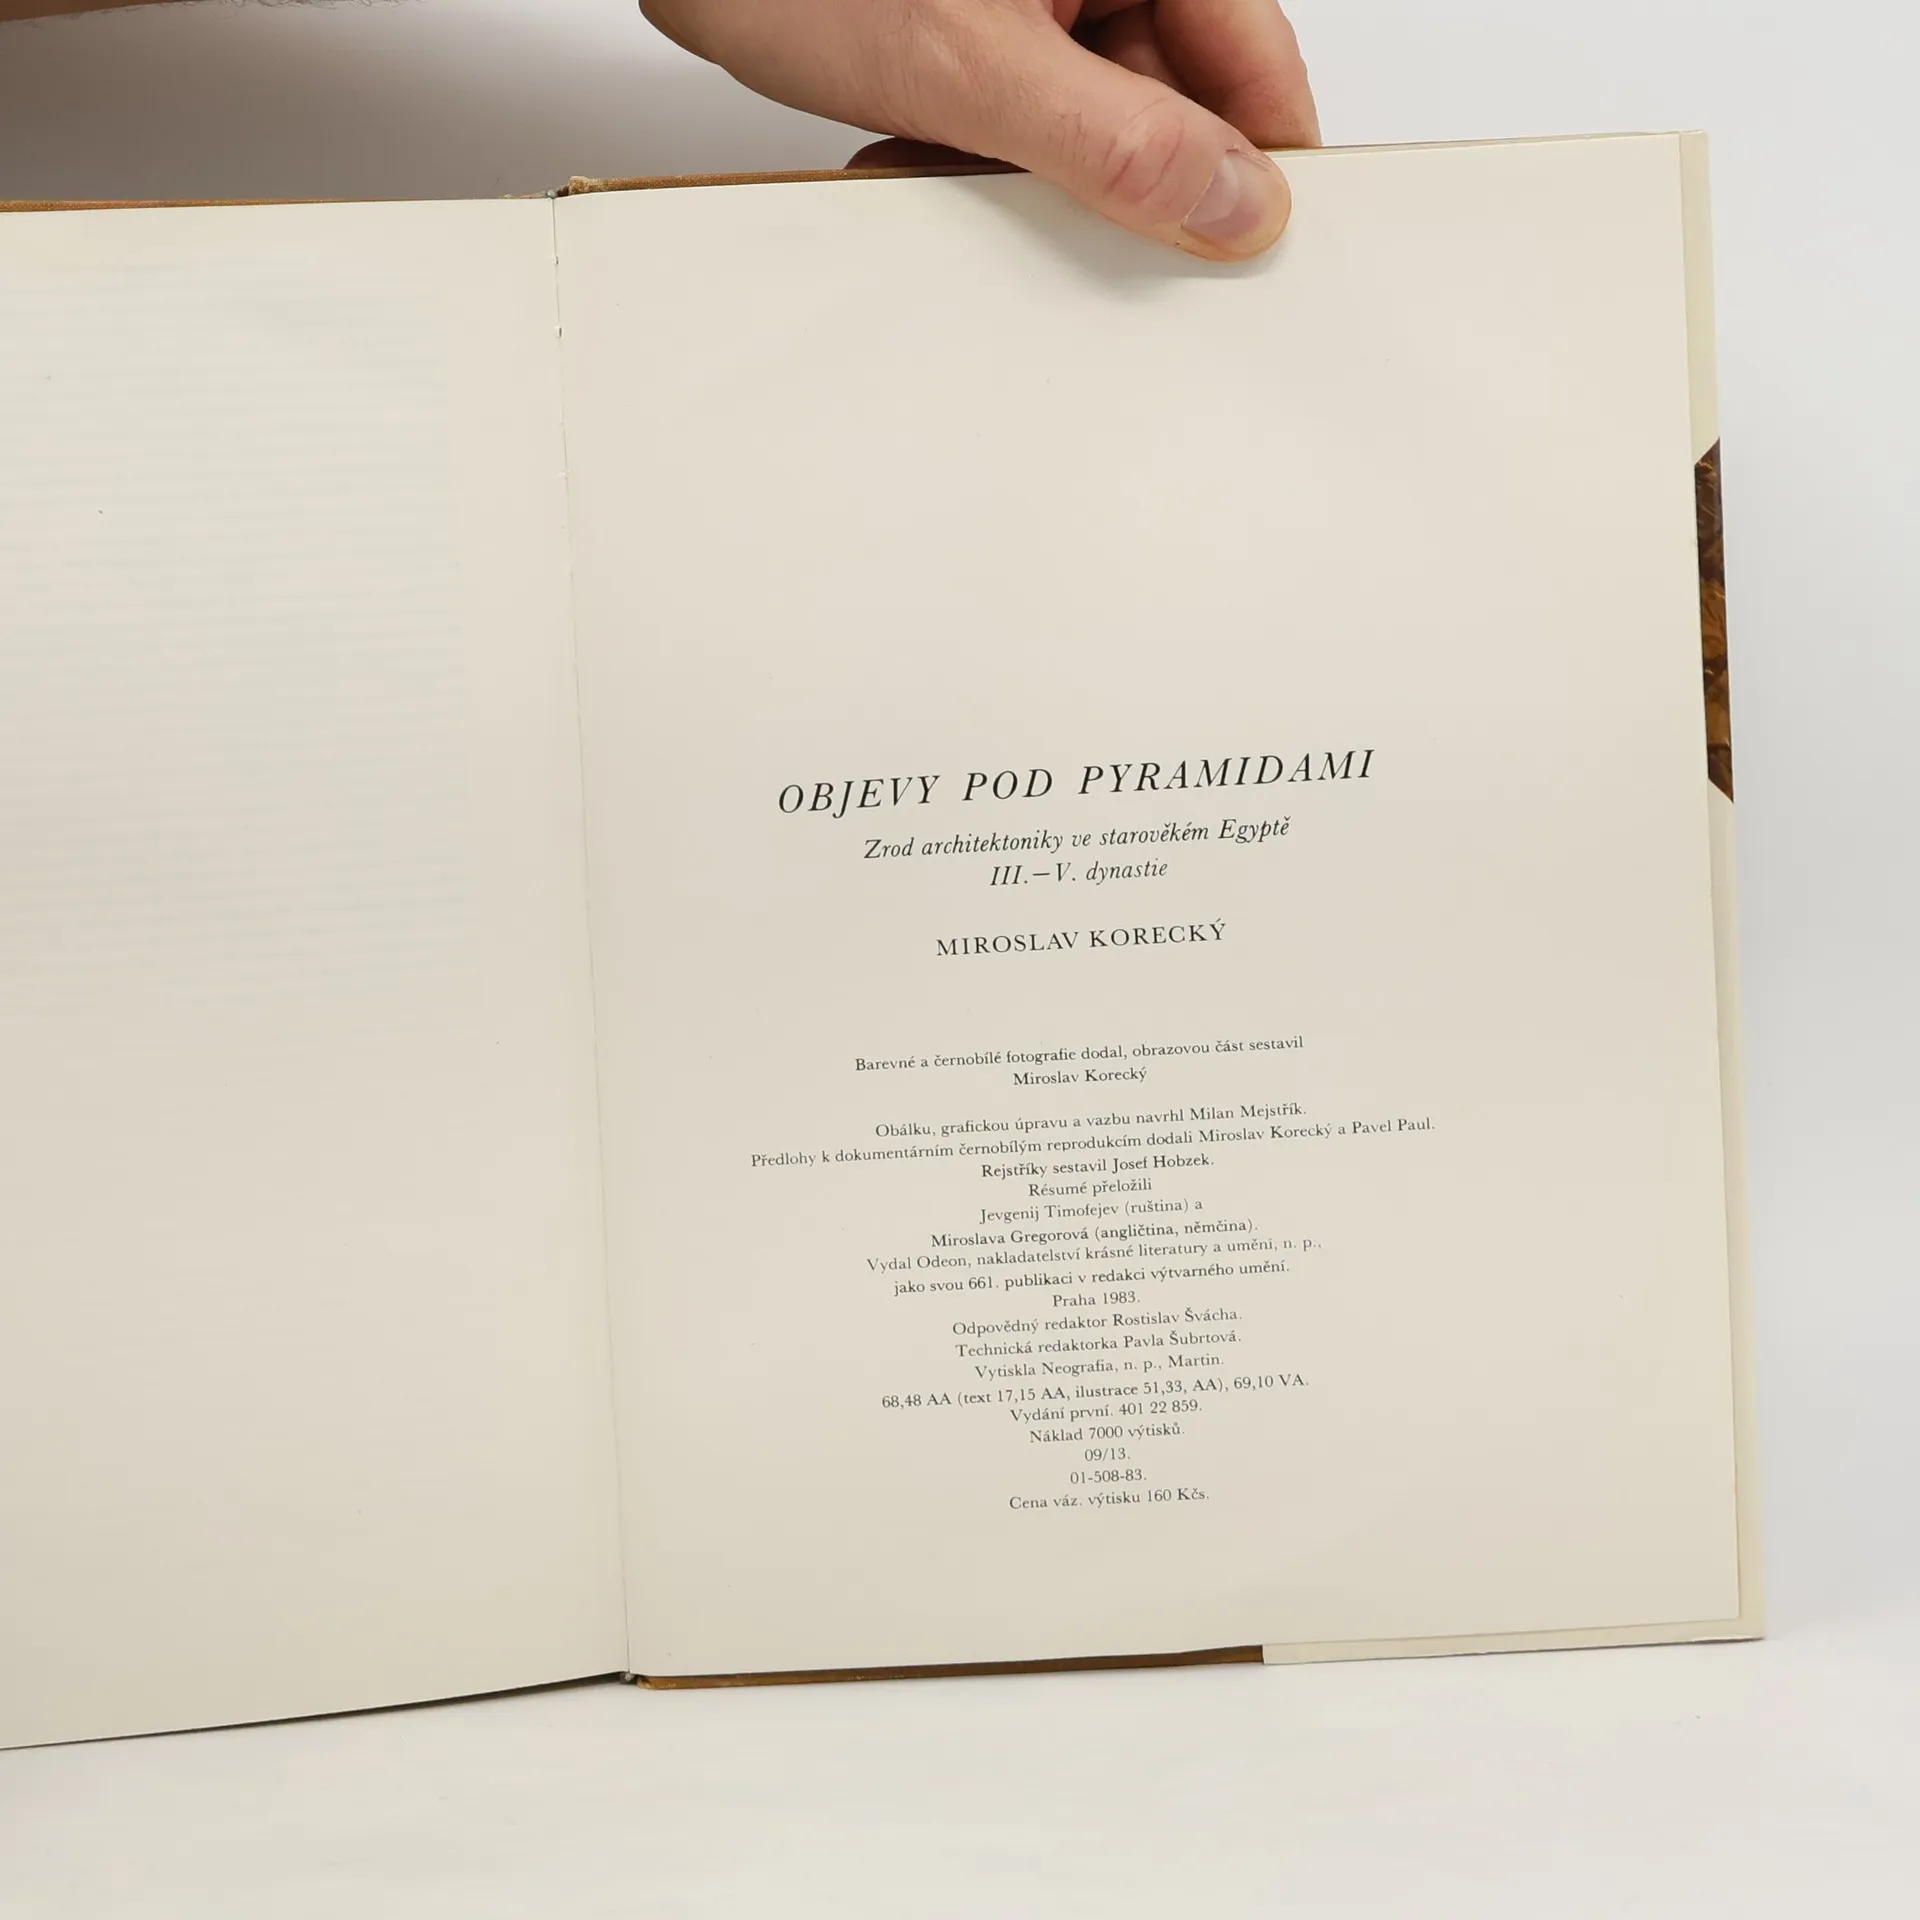 OBJEVY POD PYRAMIDAMI
Zrod architektoniky ve starověkém Egyptě
III.—V. dynastie
MIROSLAV KORECKÝ
Barevné a černobílé fotografie dodal, obrazovou část sestavil
Miroslav Korecký
Obálku, grafickou úpravu a vazbu navrhl Milan Mejstřík.
Předlohy k dokumentárním černobílým reprodukcím dodali Miroslav Korecký a Pavel Paul.
Rejstříky sestavil Josef Hobzek.
Résumé přeložili
Jevgenij Timofejev (ruština) a
Miroslava Gregorová (angličtina, němčina).
Vydal Odeon, nakladatelství krásné literatury a umění, n. p.,
jako svou 661. publikaci v redakci výtvarného umění.
Praha 1983.
Odpovědný redaktor Rostislav Švácha.
Technická redaktorka Pavla Šubrtová.
Vytiskla Neografia, n. p., Martin.
68,48 AA (text 17,15 AA, ilustrace 51,33, AA), 69,10 VA.
Vydání první. 401 22 859.
Náklad 7000 výtisků.
09/13.
01-508-83.
Cena váz. výtisku 160 Kčs.